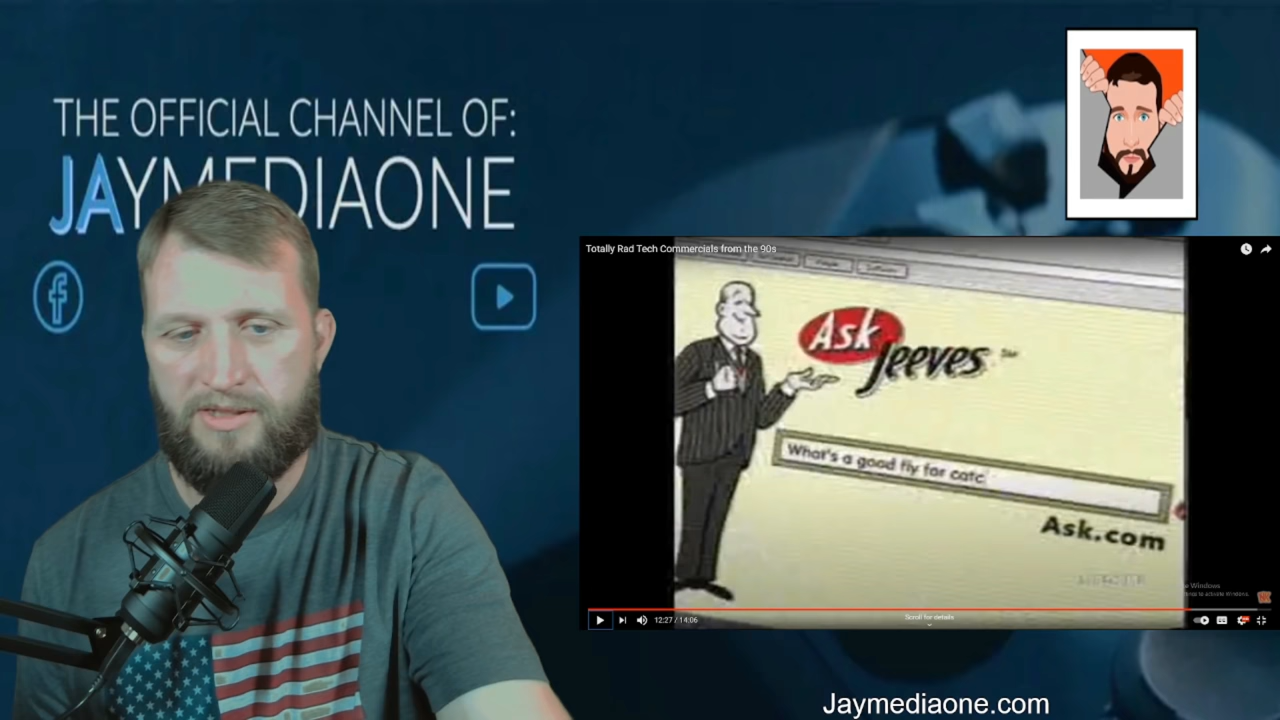 THE OFFICIAL CHANNEL OF:
JAYMEDIAONE
Totally Rad Tech Commercials from the 90s
Ask
Jeeves
What's a good fly for catc
Ask.com
12:27 / 14:06
Scroll for details
Jaymediaone.com